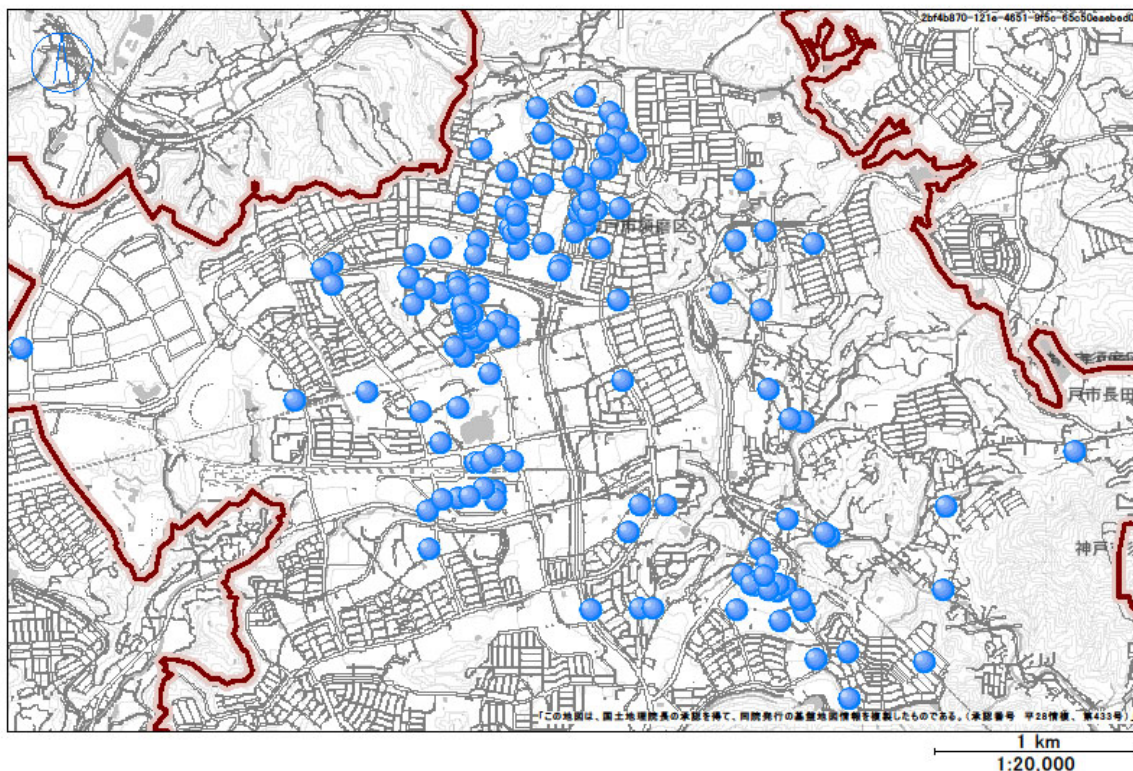 2bf4b870-121e-4651-9f5c-65c50eaebed0
戸市須磨区
戸市長田
神戸市須
「この地図は、国土地理院長の承認を得て、同院発行の基盤地図情報を複製したものである。(承認番号 平28情複、第433号)」
1 km
1:20,000